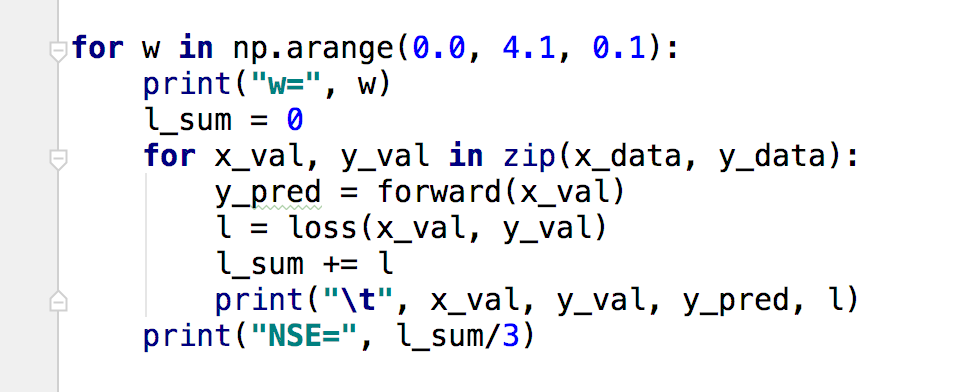 for w in np.arange(0.0, 4.1, 0.1):
    print("w=", w)
    l_sum = 0
    for x_val, y_val in zip(x_data, y_data):
        y_pred = forward(x_val)
        l = loss(x_val, y_val)
        l_sum += l
        print("\t", x_val, y_val, y_pred, l)
    print("NSE=", l_sum/3)